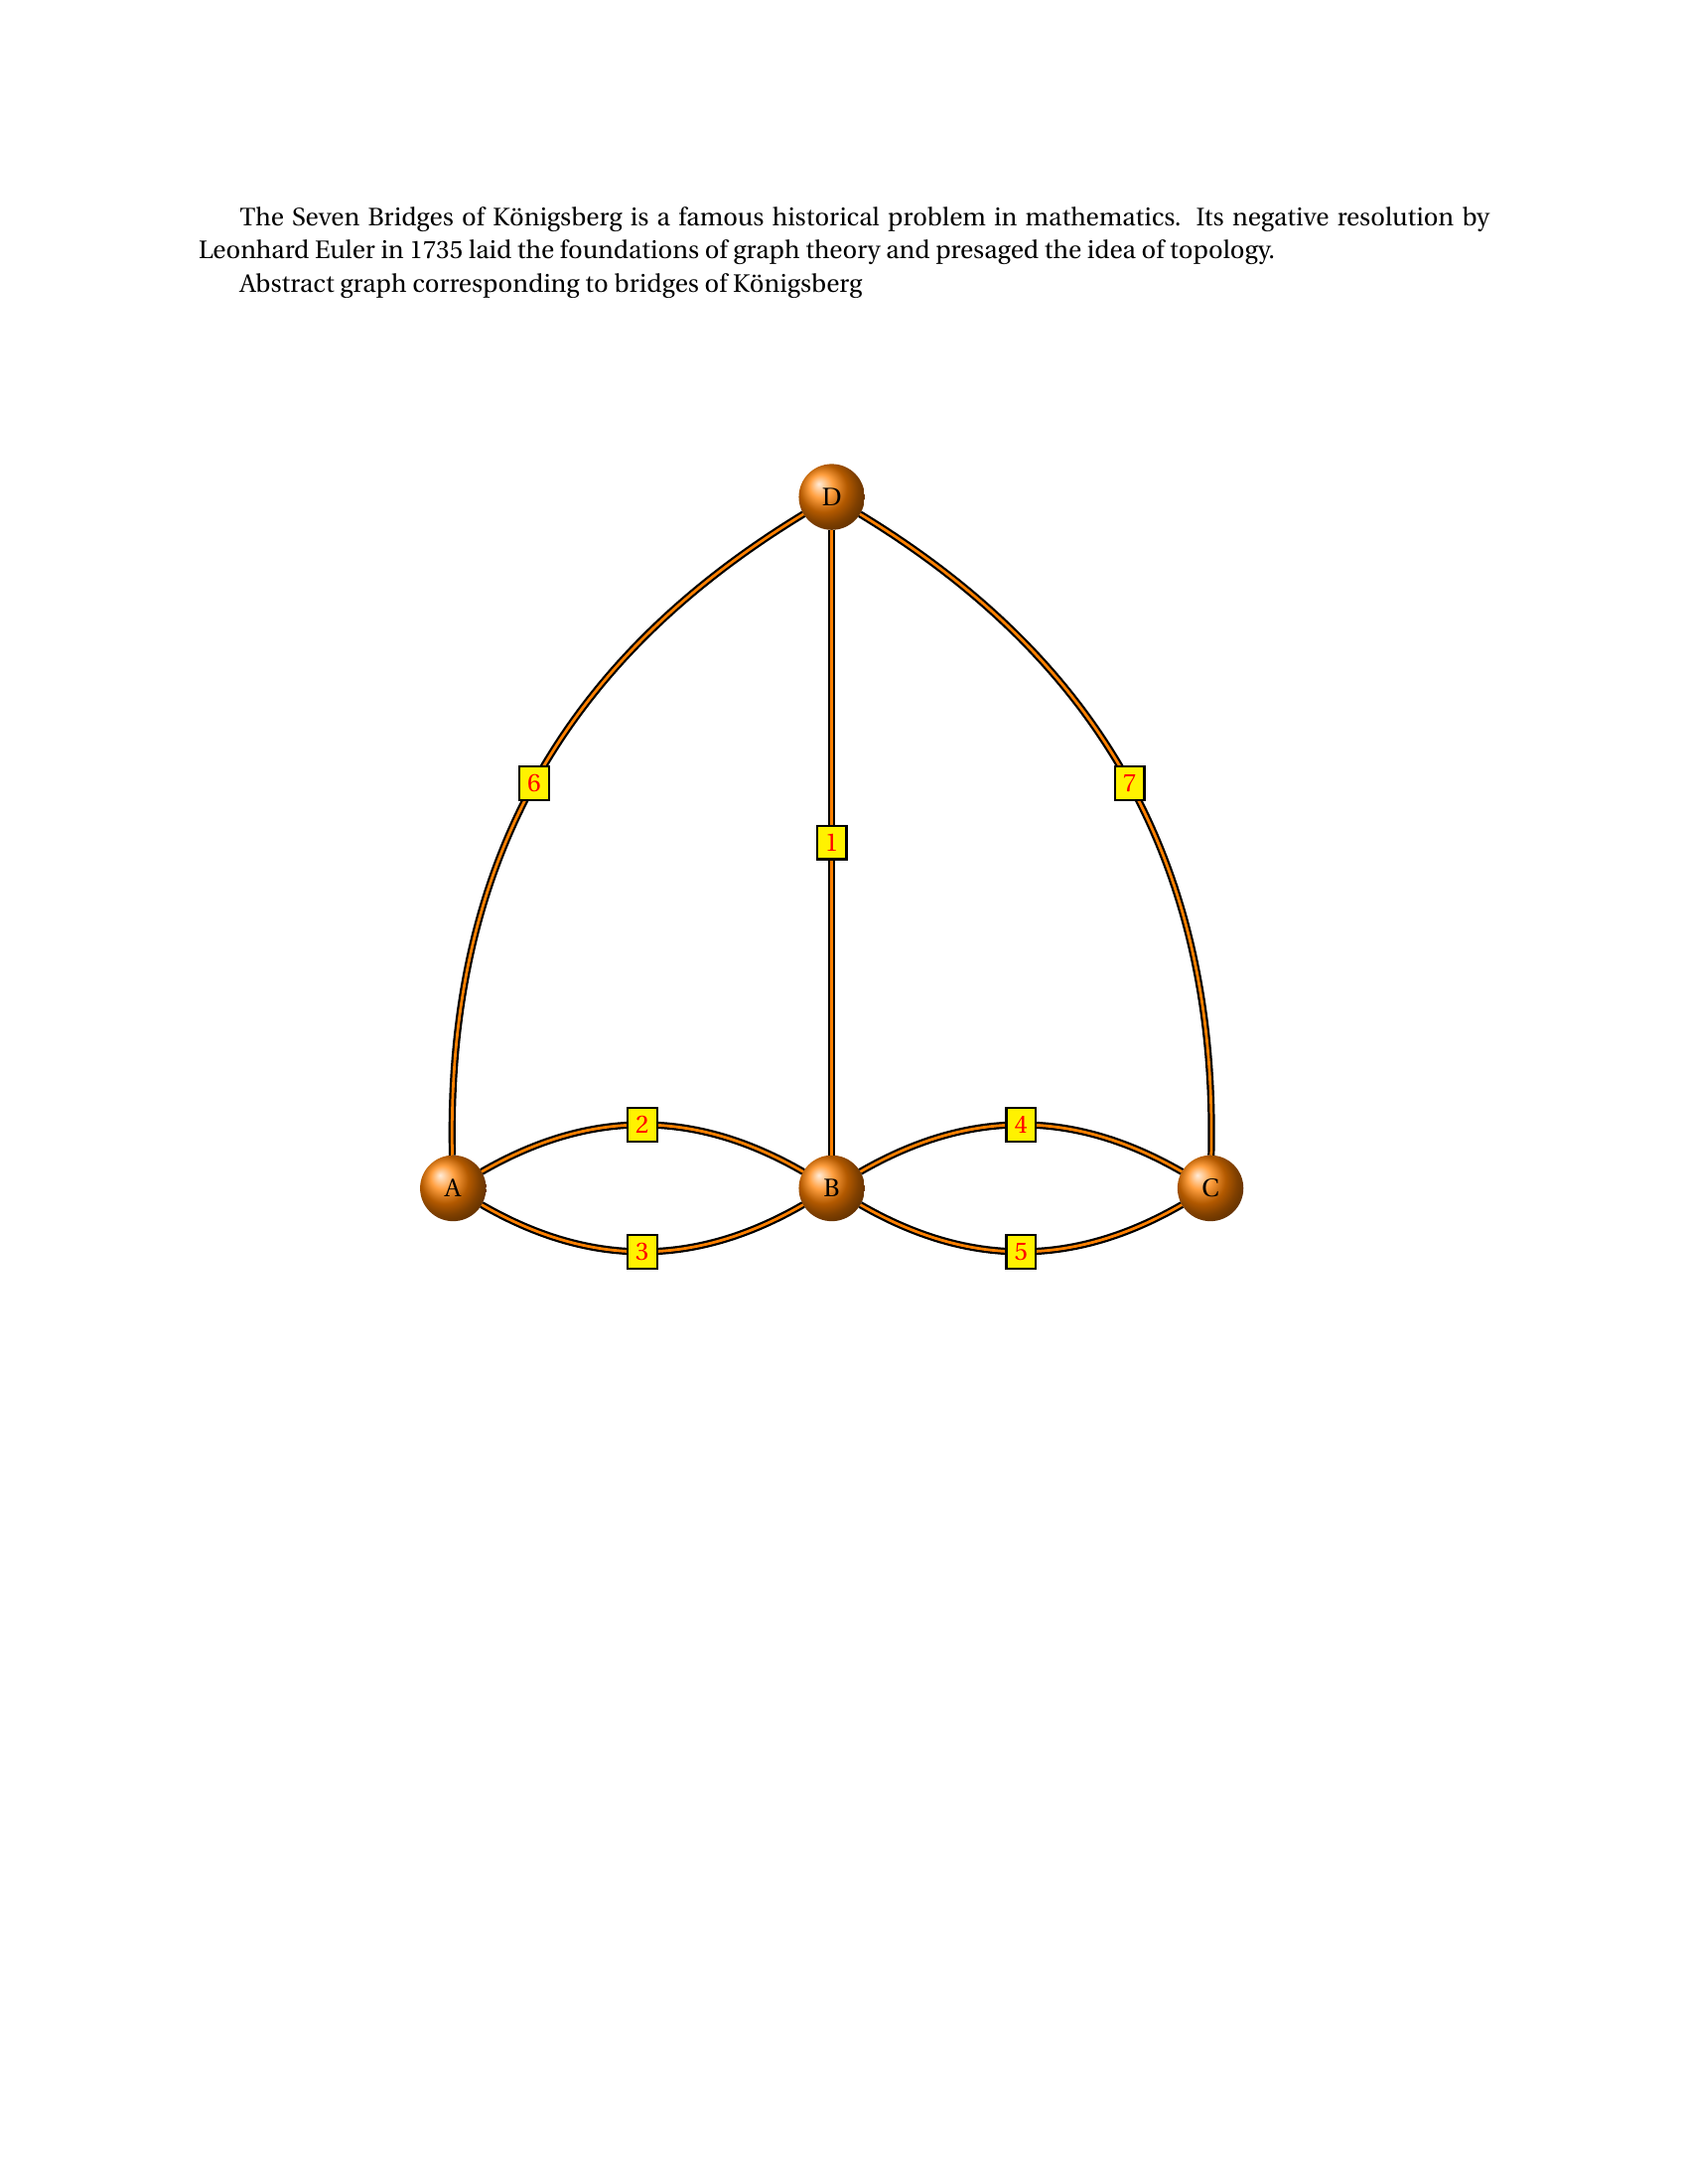 The Seven Bridges of Königsberg is a famous historical problem in mathematics. Its negative resolution by
Leonhard Euler in 1735 laid the foundations of graph theory and presaged the idea of topology.
Abstract graph corresponding to bridges of Königsberg
D
6
7
1
2
4
A
B
C
3
5